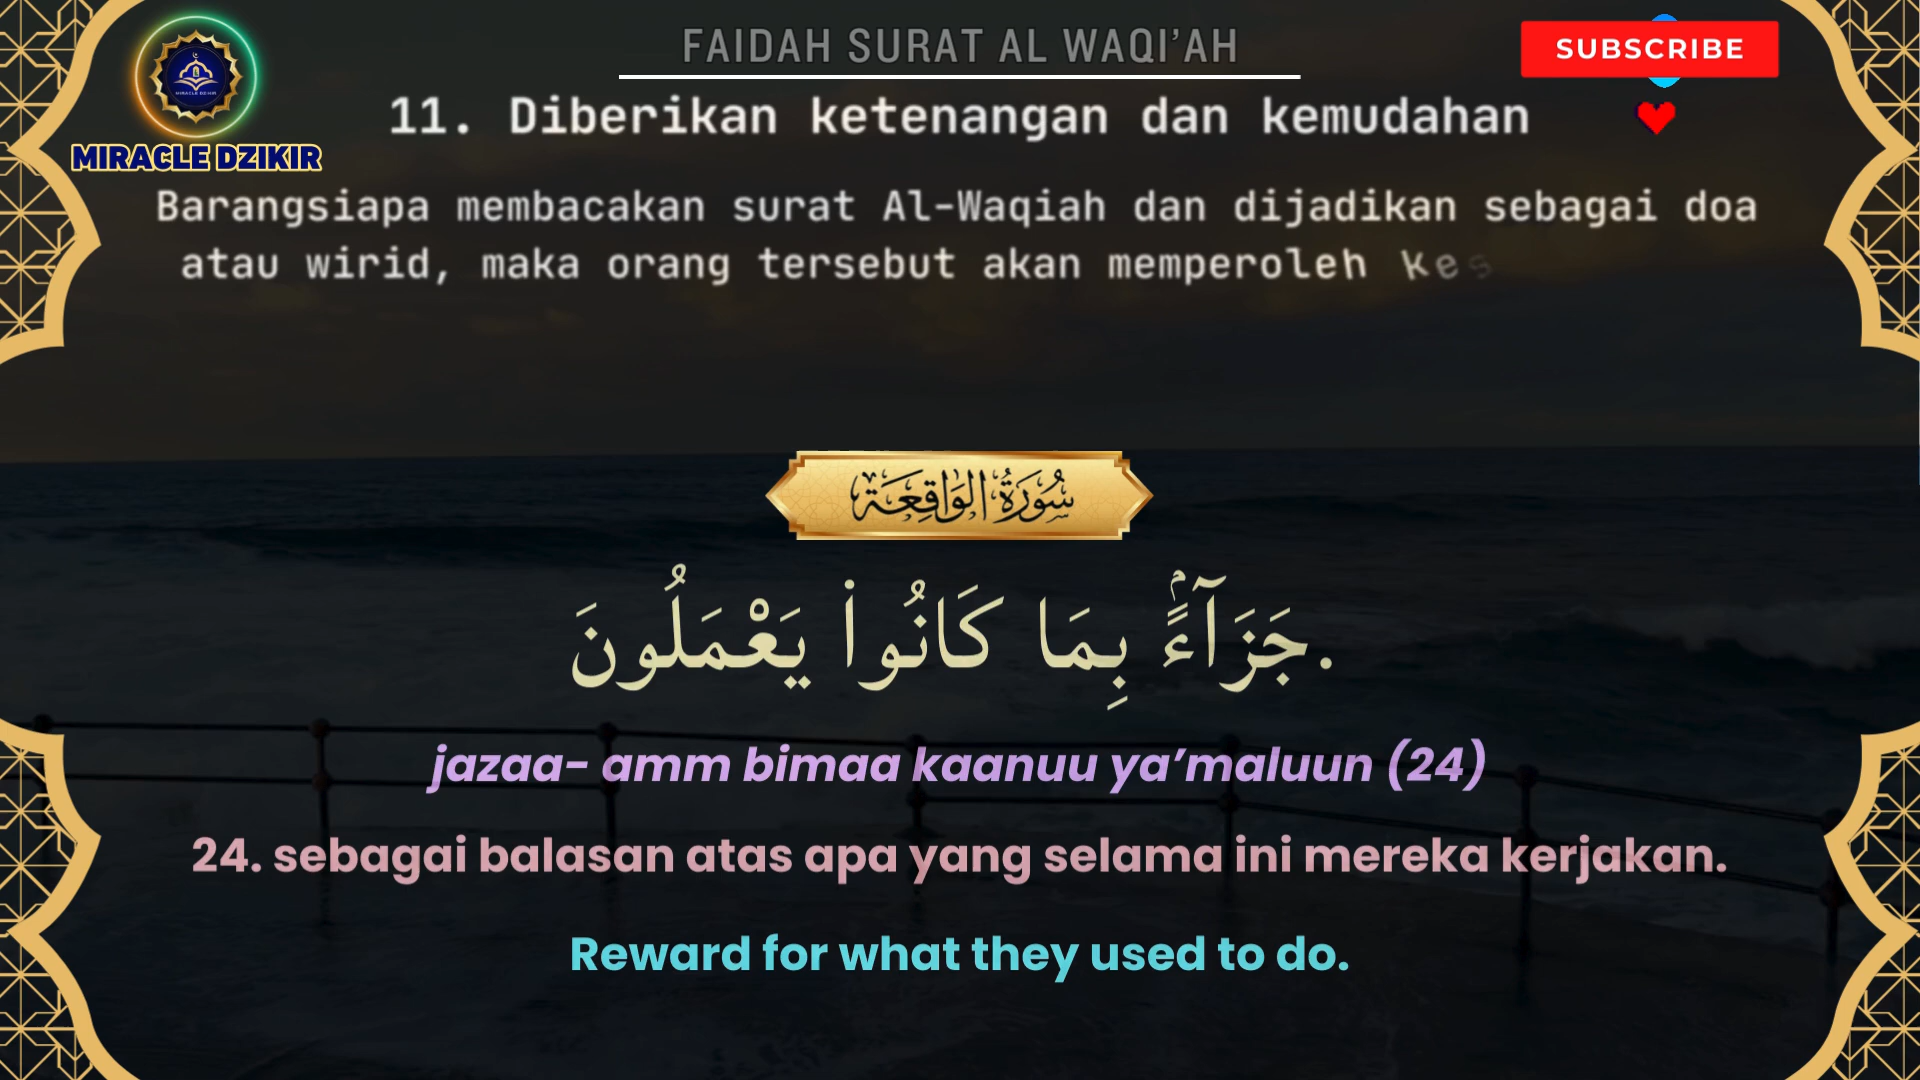 FAIDAH SURAT AL WAQI'AH
SUBSCRIBE
MIRACLE DZIKIR
11. Diberikan ketenangan dan kemudahan
Barangsiapa membacakan surat Al-Waqiah dan dijadikan sebagai doa
atau wirid, maka orang tersebut akan memperoleh kes
سُورَةُ الوَاقِعَة
جَزَآءًۢ بِمَا كَانُوا۟ يَعْمَلُونَ.
jazaa- amm bimaa kaanuu ya’maluun (24)
24. sebagai balasan atas apa yang selama ini mereka kerjakan.
Reward for what they used to do.